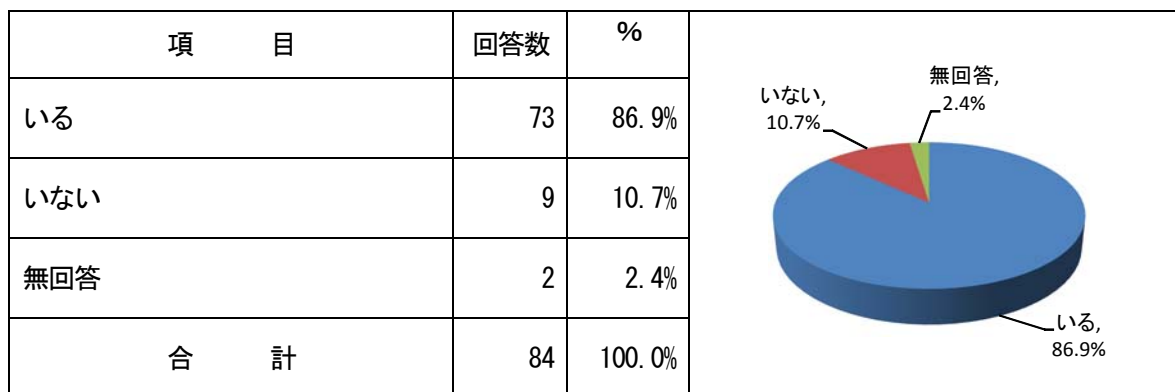 項 目 回答数 %
いる 73 86.9%
いない 9 10.7%
無回答 2 2.4%
合 計 84 100.0%
無回答,
2.4%
いない,
10.7%
いる,
86.9%